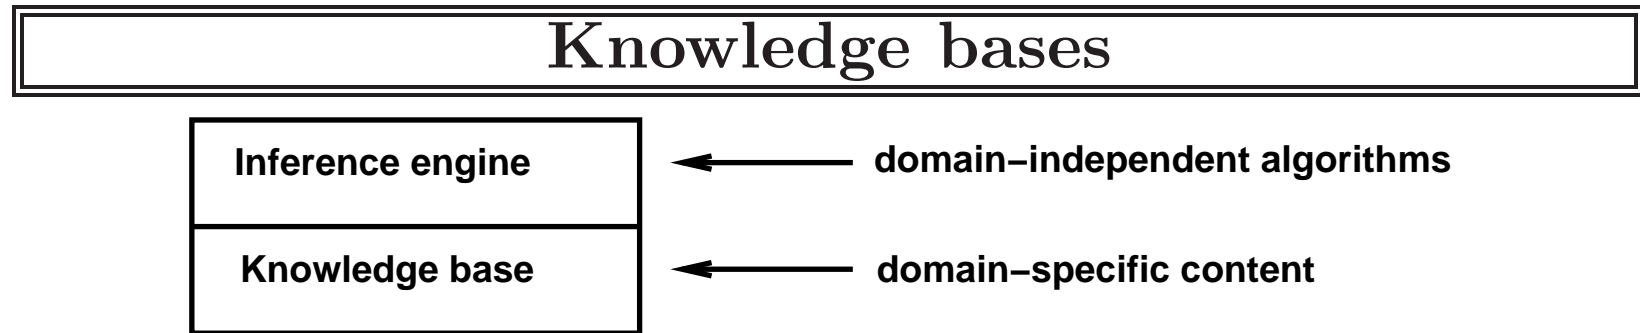 Knowledge bases
Inference engine
domain–independent algorithms
Knowledge base
domain–specific content